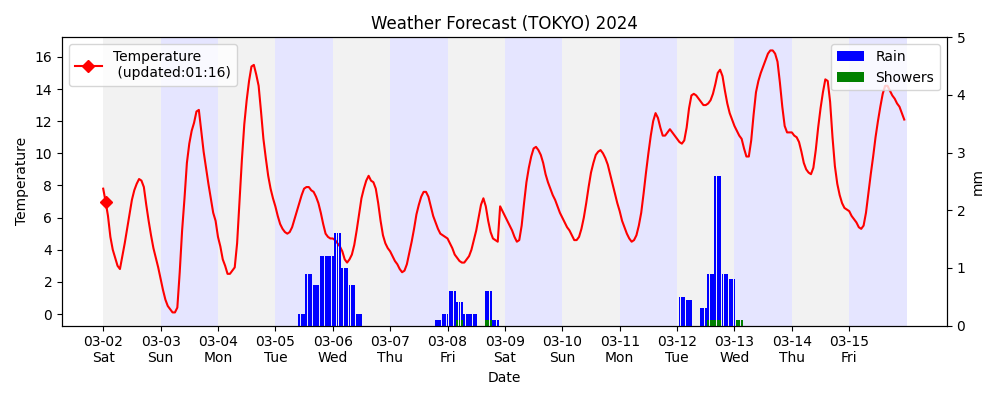 Weather Forecast (TOKYO) 2024
Temperature
(updated:01:16)
Rain
Showers
Temperature
16
14
12
10
8
6
4
2
0
5
4
3
2
1
0
mm
03-02 03-03 03-04 03-05 03-06 03-07 03-08 03-09 03-10 03-11 03-12 03-13 03-14 03-15
Sat Sun Mon Tue Wed Thu Fri Sat Sun Mon Tue Wed Thu Fri
Date